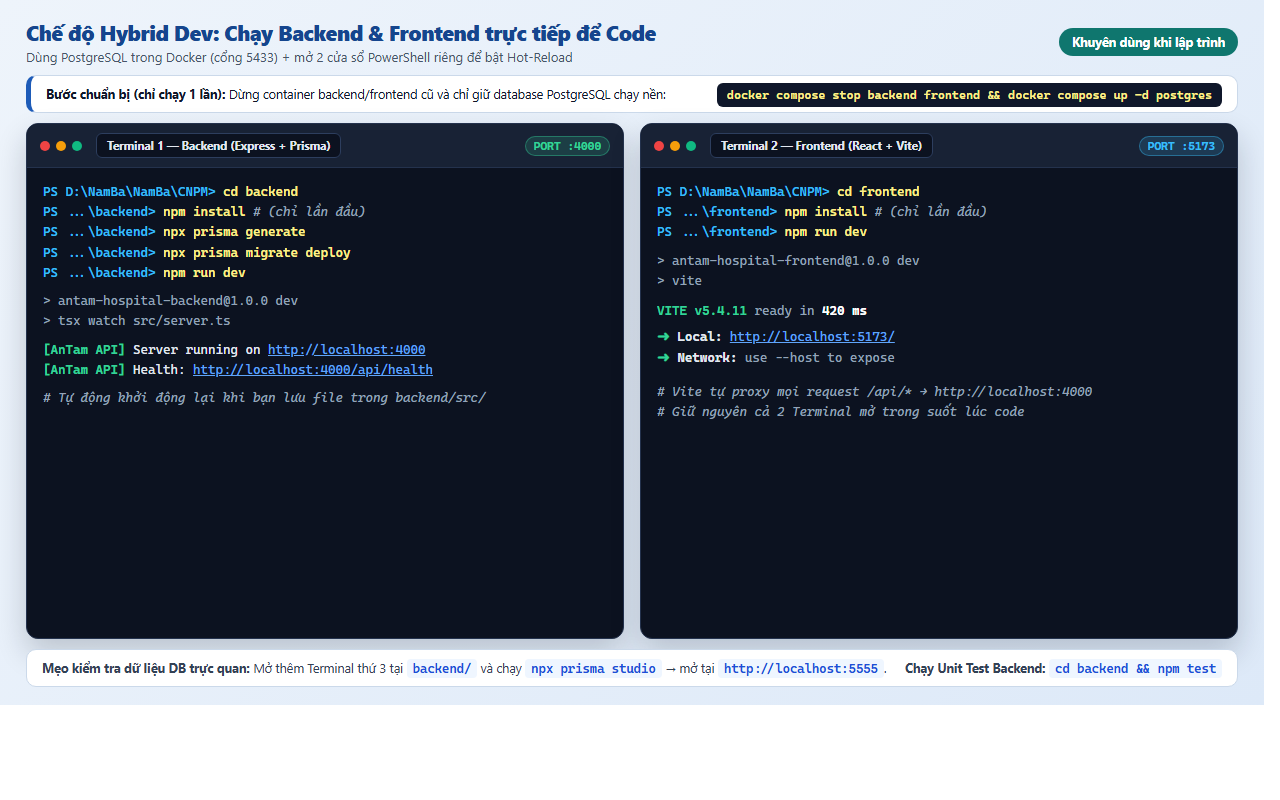 Chế độ Hybrid Dev: Chạy Backend & Frontend trực tiếp để Code
Dùng PostgreSQL trong Docker (cổng 5433) + mở 2 cửa sổ PowerShell riêng để bật Hot-Reload
Khuyên dùng khi lập trình
Bước chuẩn bị (chỉ chạy 1 lần): Dừng container backend/frontend cũ và chỉ giữ database PostgreSQL chạy nền:
docker compose stop backend frontend && docker compose up -d postgres
Terminal 1 — Backend (Express + Prisma)
PORT :4000
PS D:\NamBa\NamBa\CNPM> cd backend
PS ...\backend> npm install # (chỉ lần đầu)
PS ...\backend> npx prisma generate
PS ...\backend> npx prisma migrate deploy
PS ...\backend> npm run dev
> antam-hospital-backend@1.0.0 dev
> tsx watch src/server.ts
[AnTam API] Server running on http://localhost:4000
[AnTam API] Health: http://localhost:4000/api/health
# Tự động khởi động lại khi bạn lưu file trong backend/src/
Terminal 2 — Frontend (React + Vite)
PORT :5173
PS D:\NamBa\NamBa\CNPM> cd frontend
PS ...\frontend> npm install # (chỉ lần đầu)
PS ...\frontend> npm run dev
> antam-hospital-frontend@1.0.0 dev
> vite
VITE v5.4.11 ready in 420 ms
➜ Local: http://localhost:5173/
➜ Network: use --host to expose
# Vite tự proxy mọi request /api/* → http://localhost:4000
# Giữ nguyên cả 2 Terminal mở trong suốt lúc code
Mẹo kiểm tra dữ liệu DB trực quan: Mở thêm Terminal thứ 3 tại backend/ và chạy npx prisma studio → mở tại http://localhost:5555 .
Chạy Unit Test Backend: cd backend && npm test